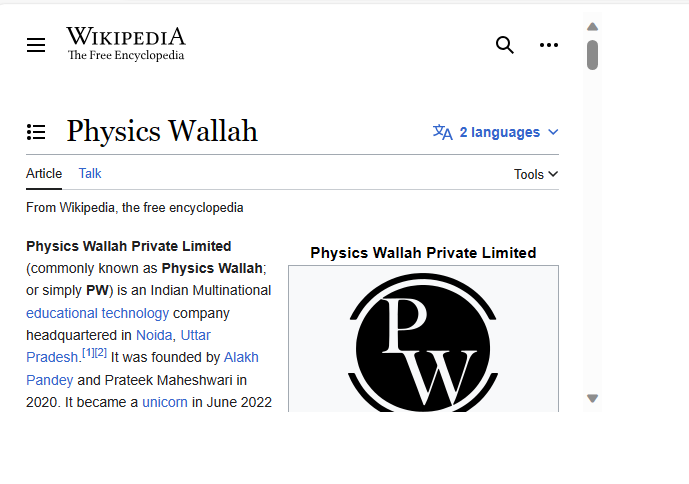 WIKIPEDIA
The Free Encyclopedia
Physics Wallah
2 languages
Article Talk
Tools
From Wikipedia, the free encyclopedia
Physics Wallah Private Limited
(commonly known as Physics Wallah;
or simply PW) is an Indian Multinational
educational technology company
headquartered in Noida, Uttar
Pradesh.[1][2] It was founded by Alakh
Pandey and Prateek Maheshwari in
2020. It became a unicorn in June 2022
Physics Wallah Private Limited
P
W